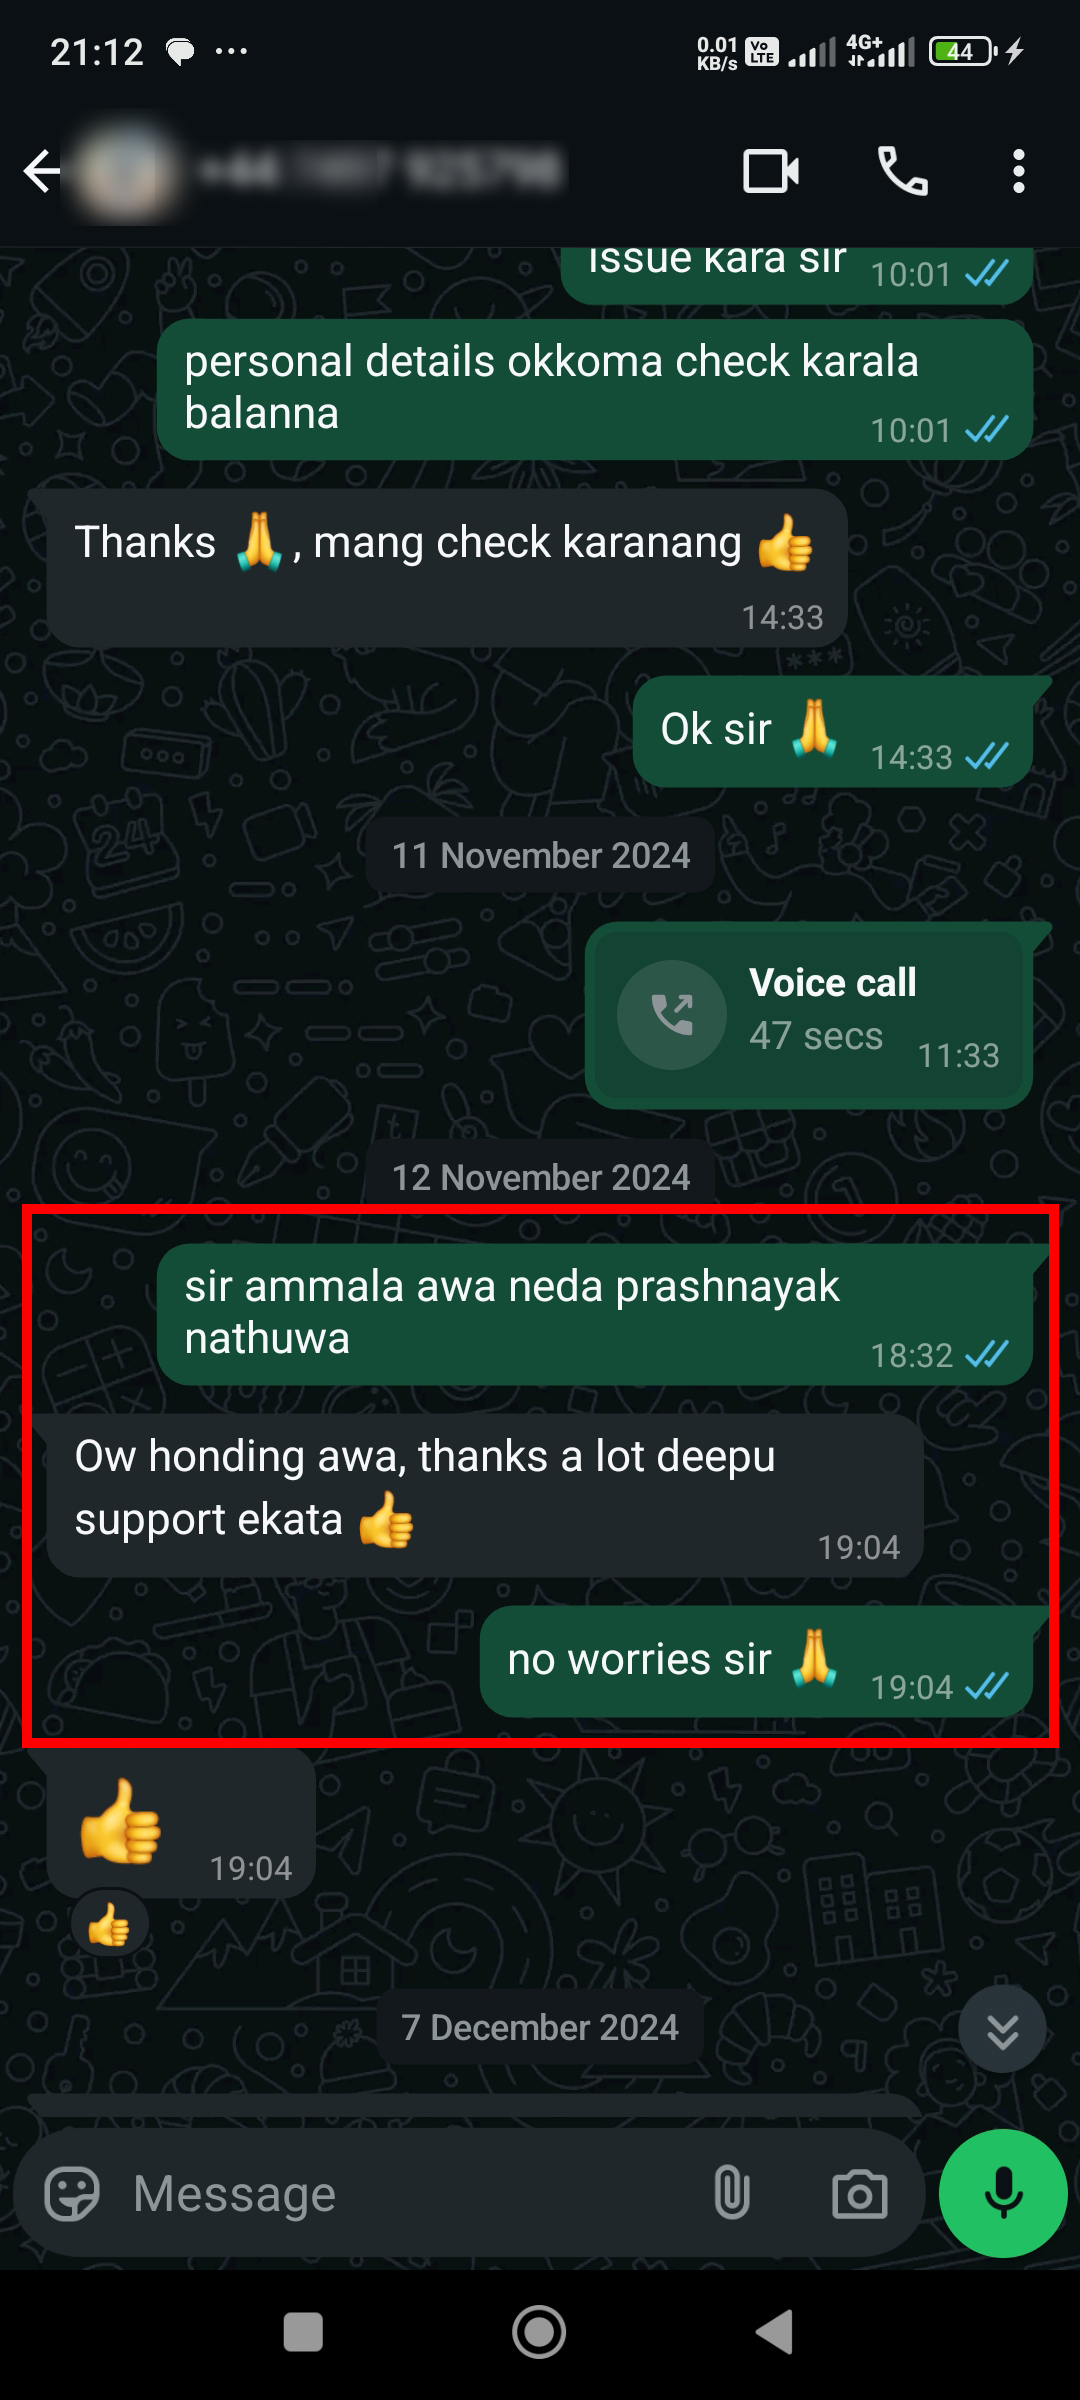 21:12
0.01
KB/s
Vo
LTE
4G+
44
issue kara sir
10:01
personal details okkoma check karala
balanna
10:01
Thanks 🙏, mang check karanang 👍
14:33
Ok sir 🙏
14:33
11 November 2024
Voice call
47 secs
11:33
12 November 2024
sir ammala awa neda prashnayak
nathuwa
18:32
Ow honding awa, thanks a lot deepu
support ekata 👍
19:04
no worries sir 🙏
19:04
👍
19:04
👍
7 December 2024
Message